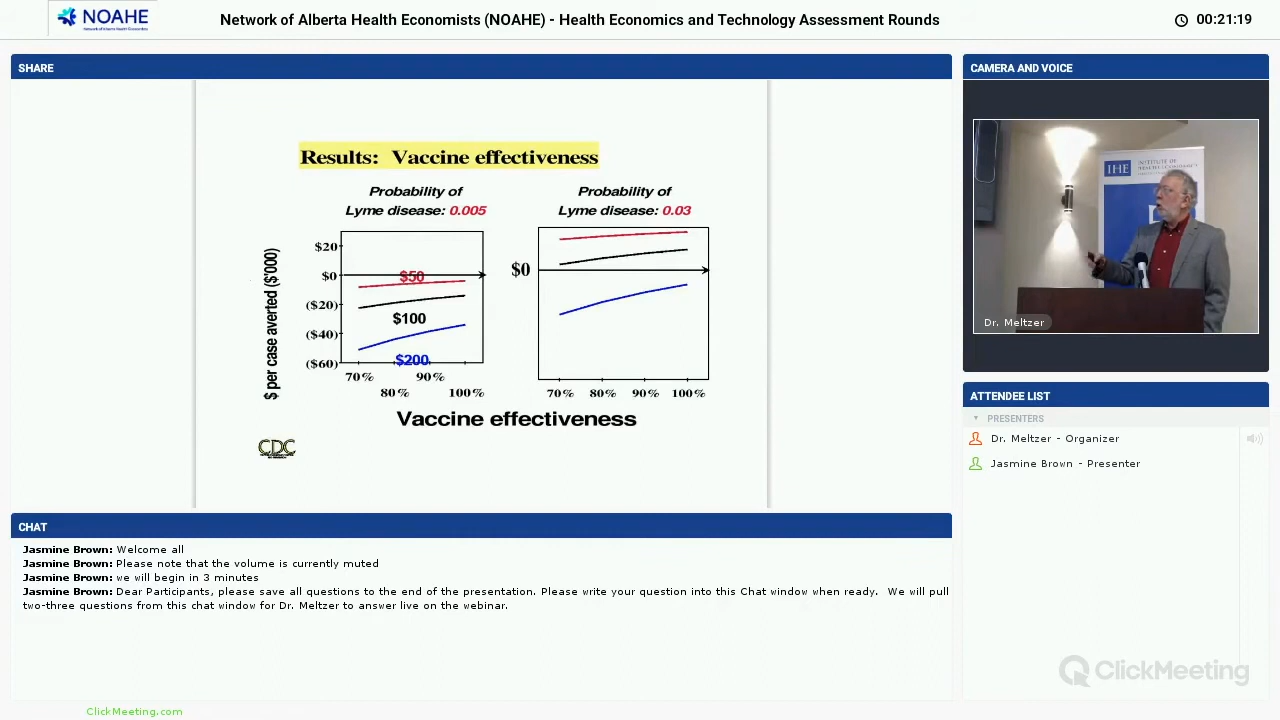 NOAHE
Network of Alberta Health Economists (NOAHE) - Health Economics and Technology Assessment Rounds
00:21:19
SHARE
Results: Vaccine effectiveness
Probability of
Lyme disease: 0.005
Probability of
Lyme disease: 0.03
$ per case averted ($'000)
$20
$0
($20)
($40)
($60)
$50
$100
$200
70% 90%
80% 100%
$0
70% 80% 90% 100%
Vaccine effectiveness
CDC
CAMERA AND VOICE
IHE
INSTITUTE OF
HEALTH ECONOMICS
Dr. Meltzer
ATTENDEE LIST
PRESENTERS
Dr. Meltzer - Organizer
Jasmine Brown - Presenter
CHAT
Jasmine Brown: Welcome all
Jasmine Brown: Please note that the volume is currently muted
Jasmine Brown: we will begin in 3 minutes
Jasmine Brown: Dear Participants, please save all questions to the end of the presentation. Please write your question into this Chat window when ready. We will pull
two-three questions from this chat window for Dr. Meltzer to answer live on the webinar.
ClickMeeting
ClickMeeting.com